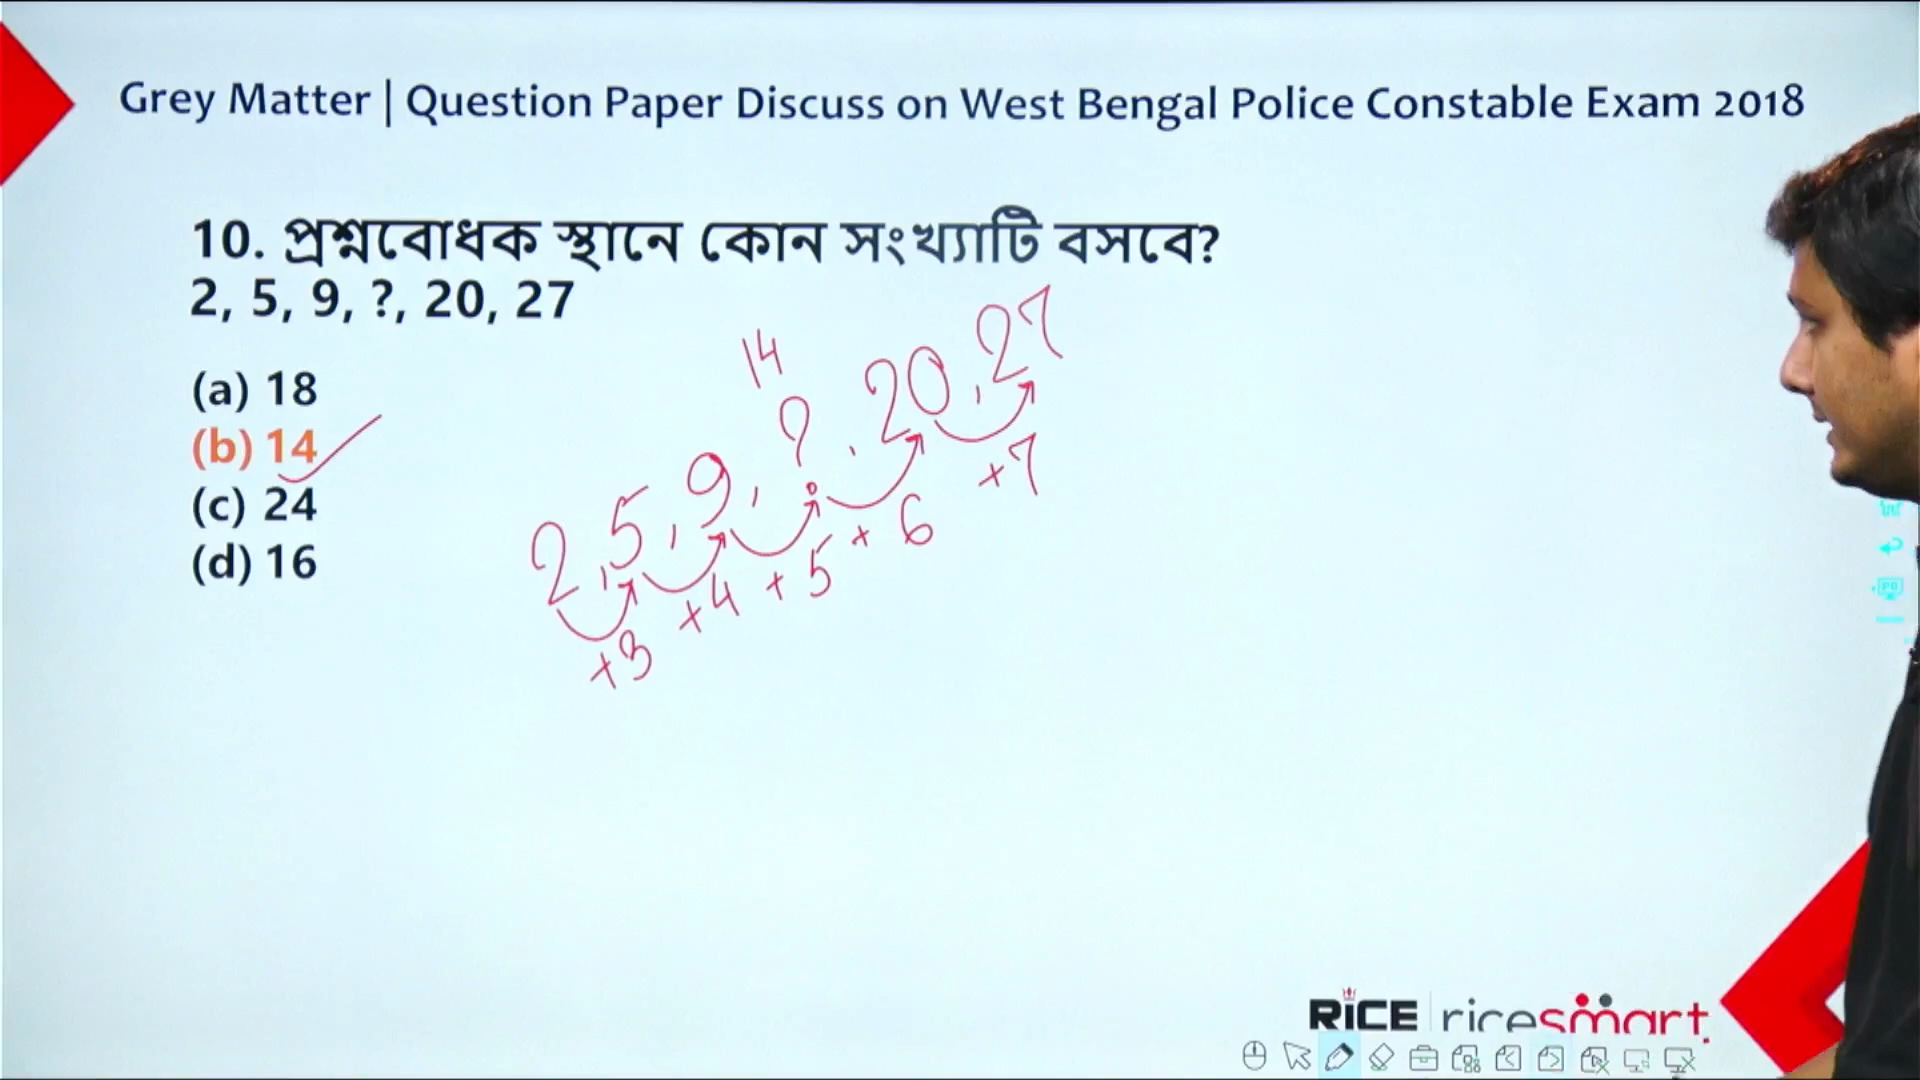 Grey Matter | Question Paper Discuss on West Bengal Police Constable Exam 2018
10. প্রশ্নবোধক স্থানে কোন সংখ্যাটি বসবে?
2, 5, 9, ?, 20, 27
(a) 18
(b) 14
(c) 24
(d) 16
14
2, 5, 9, ?, 20, 27
+3 +4 +5 +6 +7
RICE ricesmart